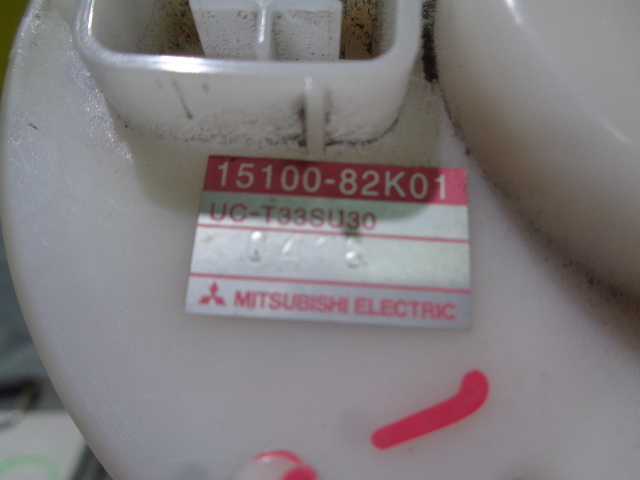 15100-82K01
UC-T33SU30
MITSUBISHI ELECTRIC